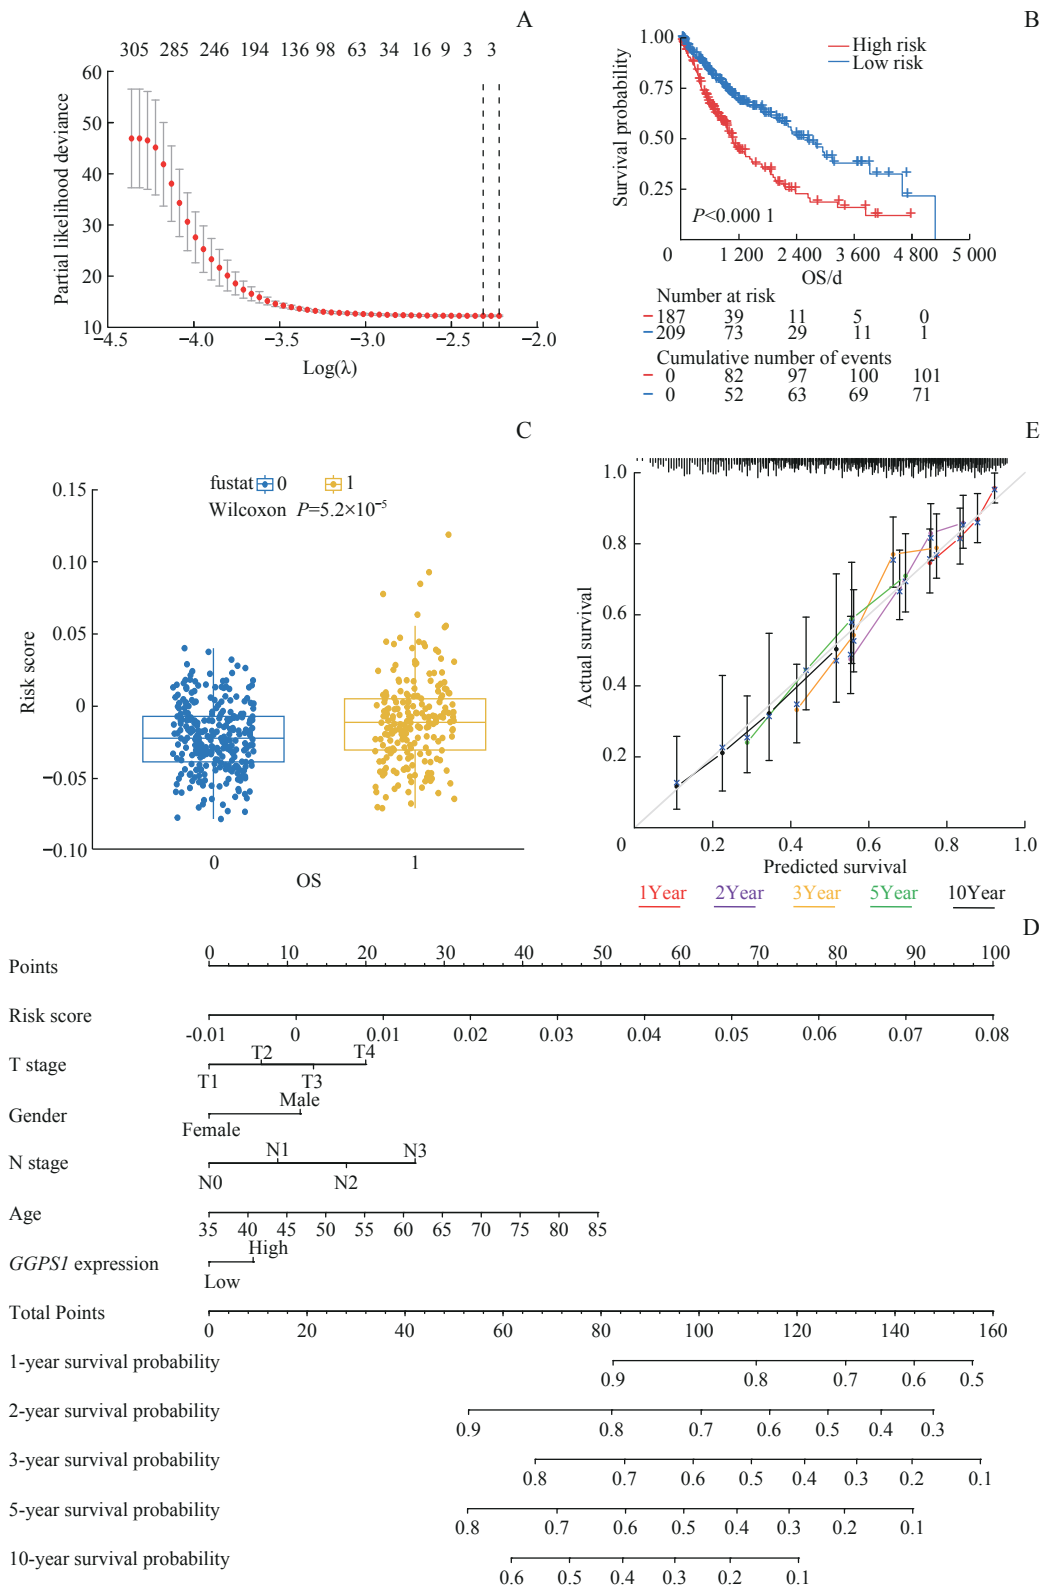 A
305 285 246 194 136 98 63 34 16 9 3 3
60
50
40
30
20
10
Partial likelihood deviance
−4.5 −4.0 −3.5 −3.0 −2.5 −2.0
Log(λ)
B
1.00
0.75
0.50
0.25
0
Survival probability
High risk
Low risk
P<0.000 1
1 200 2 400 3 600 4 800 5 000
OS/d
Number at risk
187 39 11 5 0
209 73 29 11 1
Cumulative number of events
0 82 97 100 101
0 52 63 69 71
C
fustat 0 1
Wilcoxon P=5.2×10⁻⁵
0.15
0.10
0.05
0
−0.05
−0.10
Risk score
0 1
OS
E
1.0
0.8
0.6
0.4
0.2
0
Actual survival
0.2 0.4 0.6 0.8 1.0
Predicted survival
1Year 2Year 3Year 5Year 10Year
D
0 10 20 30 40 50 60 70 80 90 100
Points
Risk score
-0.01 0 0.01 0.02 0.03 0.04 0.05 0.06 0.07 0.08
T2 T4
T stage
T1 T3
Male
Gender
Female
N1 N3
N stage
N0 N2
Age
35 40 45 50 55 60 65 70 75 80 85
High
GGPS1 expression
Low
Total Points
0 20 40 60 80 100 120 140 160
1-year survival probability
0.9 0.8 0.7 0.6 0.5
2-year survival probability
0.9 0.8 0.7 0.6 0.5 0.4 0.3
3-year survival probability
0.8 0.7 0.6 0.5 0.4 0.3 0.2 0.1
5-year survival probability
0.8 0.7 0.6 0.5 0.4 0.3 0.2 0.1
10-year survival probability
0.6 0.5 0.4 0.3 0.2 0.1